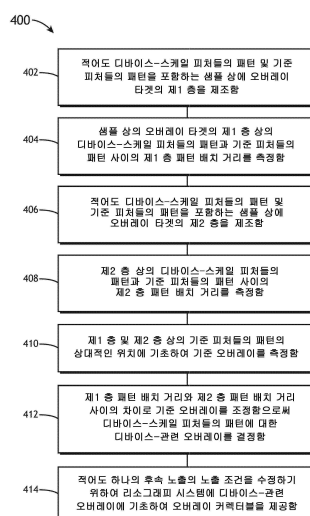 400
402
적어도 디바이스-스케일 피처들의 패턴 및 기준
피처들의 패턴을 포함하는 샘플 상에 오버레이
타겟의 제1 층을 제조함
404
샘플 상의 오버레이 타겟의 제1 층 상의
디바이스-스케일 피처들의 패턴과 기준 피처들의
패턴 사이의 제1 층 패턴 배치 거리를 측정함
406
적어도 디바이스-스케일 피처들의 패턴 및
기준 피처들의 패턴을 포함하는 샘플 상에
오버레이 타겟의 제2 층을 제조함
408
제2 층 상의 디바이스-스케일 피처들의
패턴과 기준 피처들의 패턴 사이의
제2 층 패턴 배치 거리를 측정함
410
제1 층 및 제2 층 상의 기준 피처들의 패턴의
상대적인 위치에 기초하여 기준 오버레이를 측정함
412
제1 층 패턴 배치 거리와 제2 층 패턴 배치 거리
사이의 차이로 기준 오버레이를 조정함으로써
디바이스-스케일 피처들의 패턴에 대한
디바이스-관련 오버레이를 결정함
414
적어도 하나의 후속 노출의 노출 조건을 수정하기
위하여 리소그래피 시스템에 디바이스-관련
오버레이에 기초하여 오버레이 커렉터블을 제공함